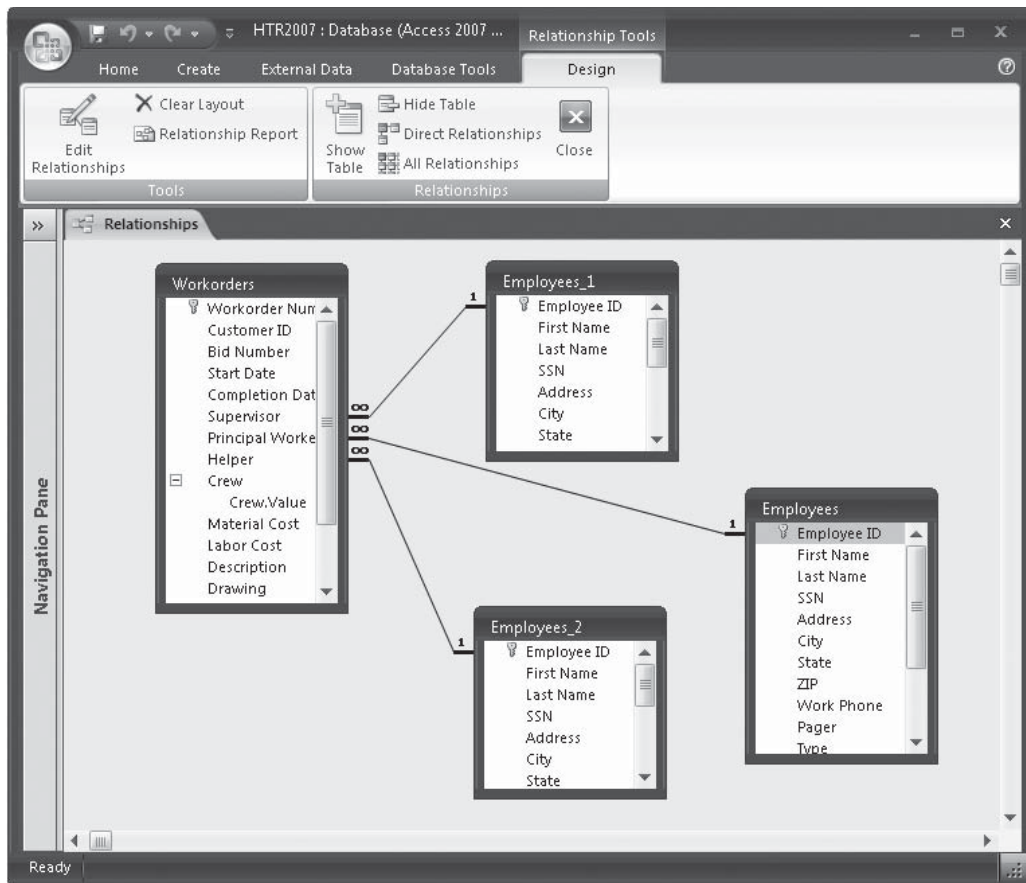 HTR2007 : Database (Access 2007 ...
Relationship Tools
Home Create External Data Database Tools Design
Edit Relationships
Clear Layout
Relationship Report
Tools
Show Table
Hide Table
Direct Relationships
All Relationships
Close
Relationships
»
Relationships
Navigation Pane
Workorders
Workorder Num
Customer ID
Bid Number
Start Date
Completion Dat
Supervisor
Principal Worke
Helper
Crew
Crew.Value
Material Cost
Labor Cost
Description
Drawing
∞
∞
∞
1
Employees_1
Employee ID
First Name
Last Name
SSN
Address
City
State
1
Employees
Employee ID
First Name
Last Name
SSN
Address
City
State
ZIP
Work Phone
Pager
Type
1
Employees_2
Employee ID
First Name
Last Name
SSN
Address
City
State
Ready